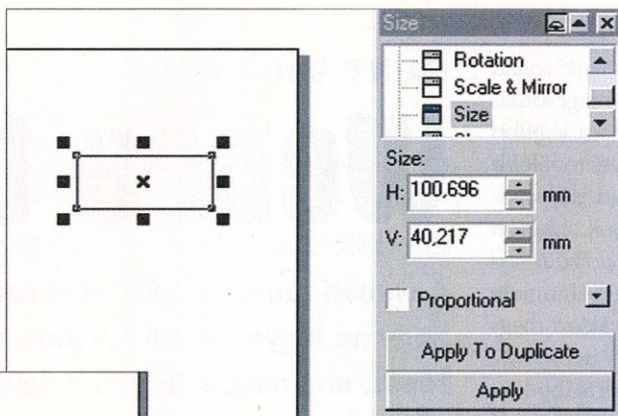 Size
Rotation
Scale & Mirror
Size
Size:
H: 100,696 mm
V: 40,217 mm
Proportional
Apply To Duplicate
Apply